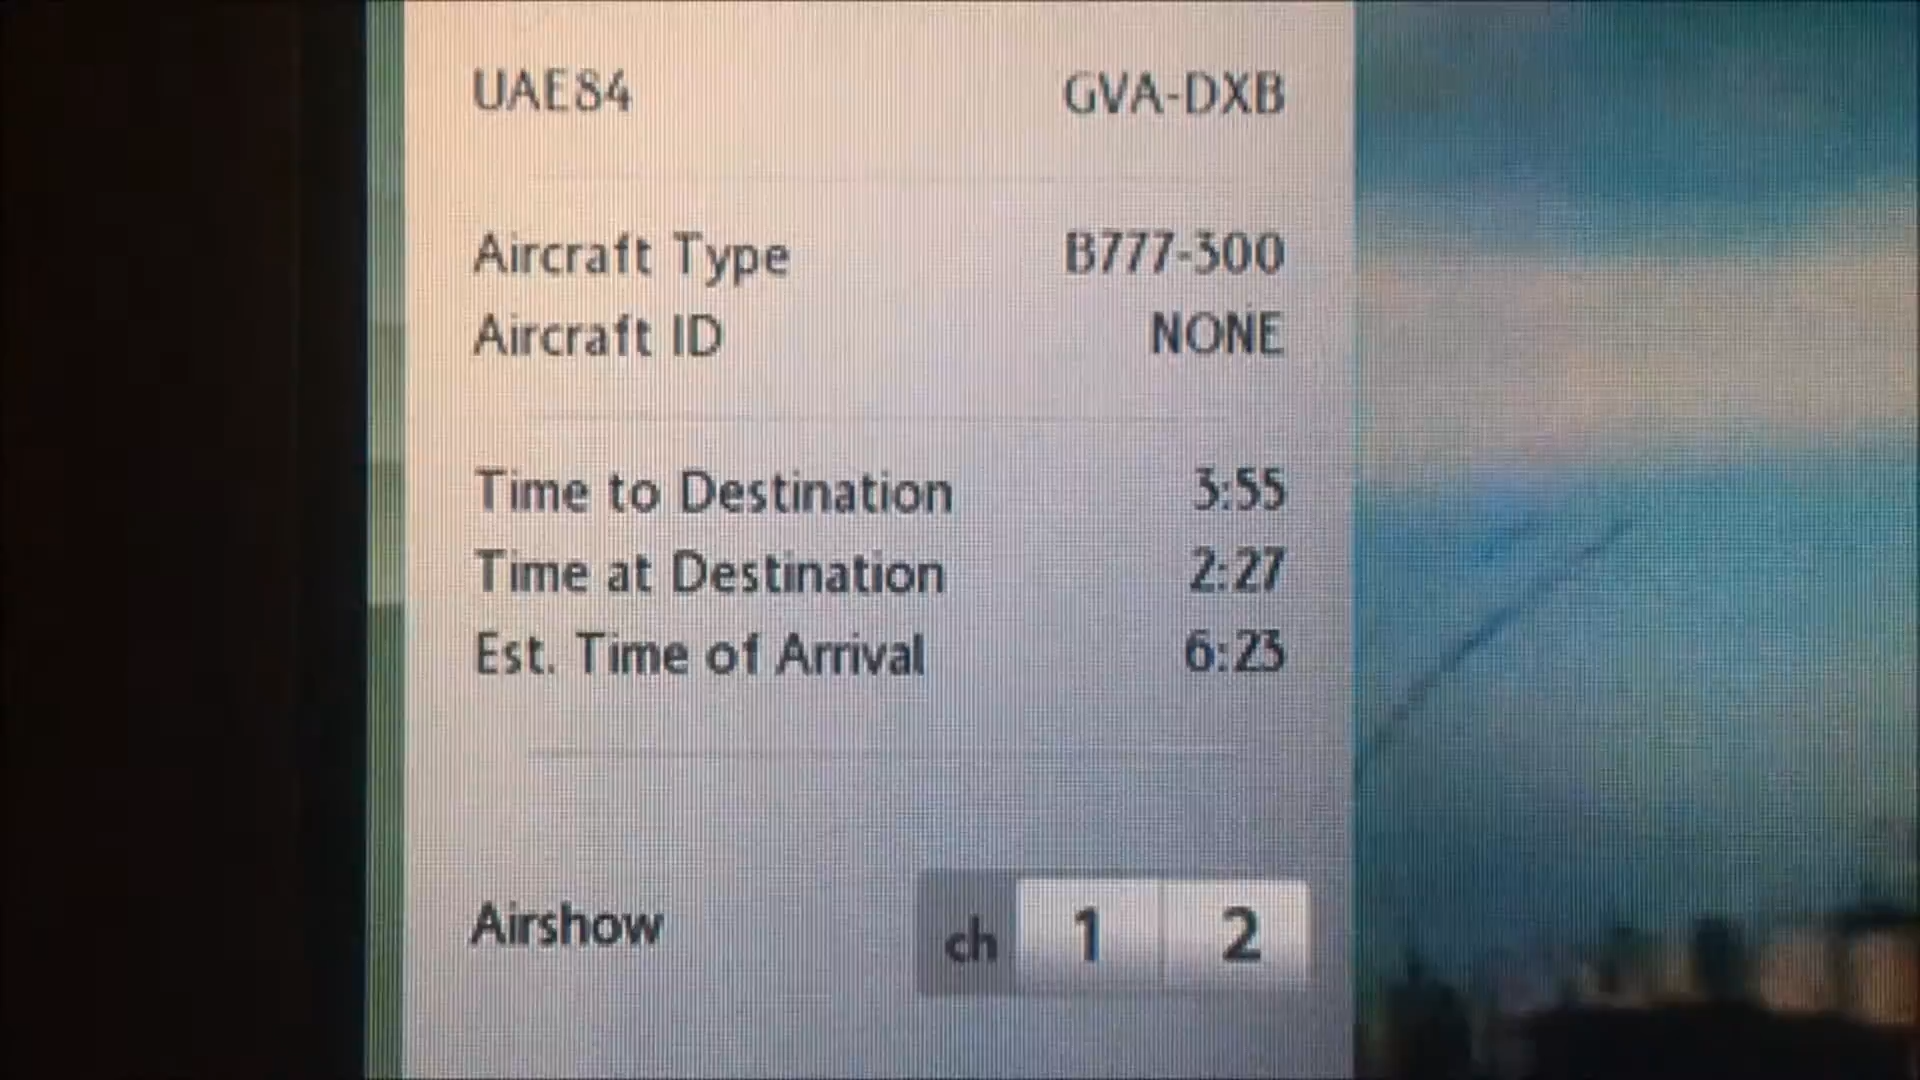 UAE84 GVA-DXB
Aircraft Type B777-300
Aircraft ID NONE
Time to Destination 3:55
Time at Destination 2:27
Est. Time of Arrival 6:23
Airshow ch 1 2